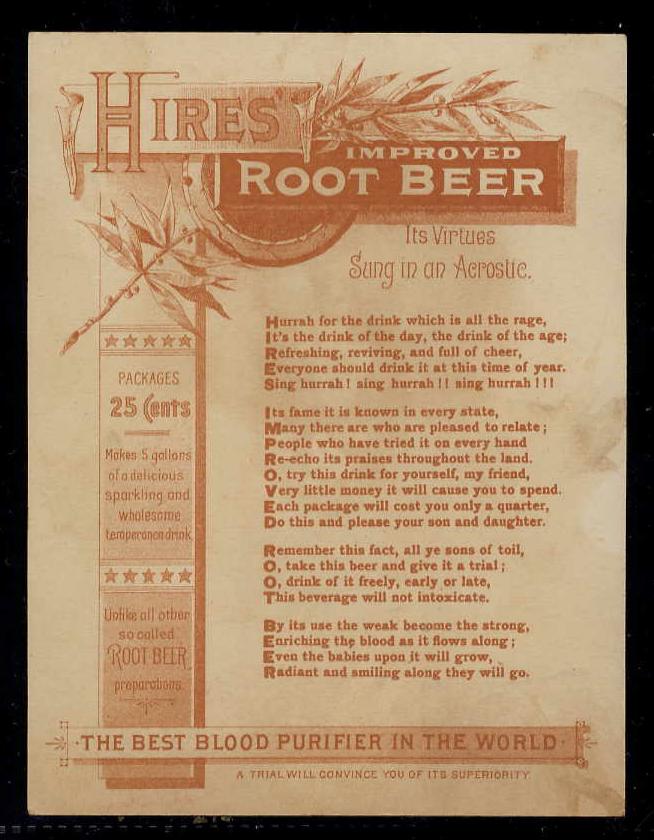 HIRES'
IMPROVED
ROOT BEER
Its Virtues
Sung in an Acrostic.
Hurrah for the drink which is all the rage,
It's the drink of the day, the drink of the age;
Refreshing, reviving, and full of cheer,
Everyone should drink it at this time of year.
Sing hurrah! sing hurrah!! sing hurrah!!!
Its fame it is known in every state,
Many there are who are pleased to relate;
People who have tried it on every hand
Re-echo its praises throughout the land.
O, try this drink for yourself, my friend,
Very little money it will cause you to spend.
Each package will cost you only a quarter,
Do this and please your son and daughter.
Remember this fact, all ye sons of toil,
O, take this beer and give it a trial;
O, drink of it freely, early or late,
This beverage will not intoxicate.
By its use the weak become the strong,
Enriching the blood as it flows along;
Even the babies upon it will grow,
Radiant and smiling along they will go.
PACKAGES
25 Cents
Makes 5 gallons
of a delicious
sparkling and
wholesome
temperance drink
Unlike all other
so called
ROOT BEER
preparations.
·THE BEST BLOOD PURIFIER IN THE WORLD·
A TRIAL WILL CONVINCE YOU OF ITS SUPERIORITY